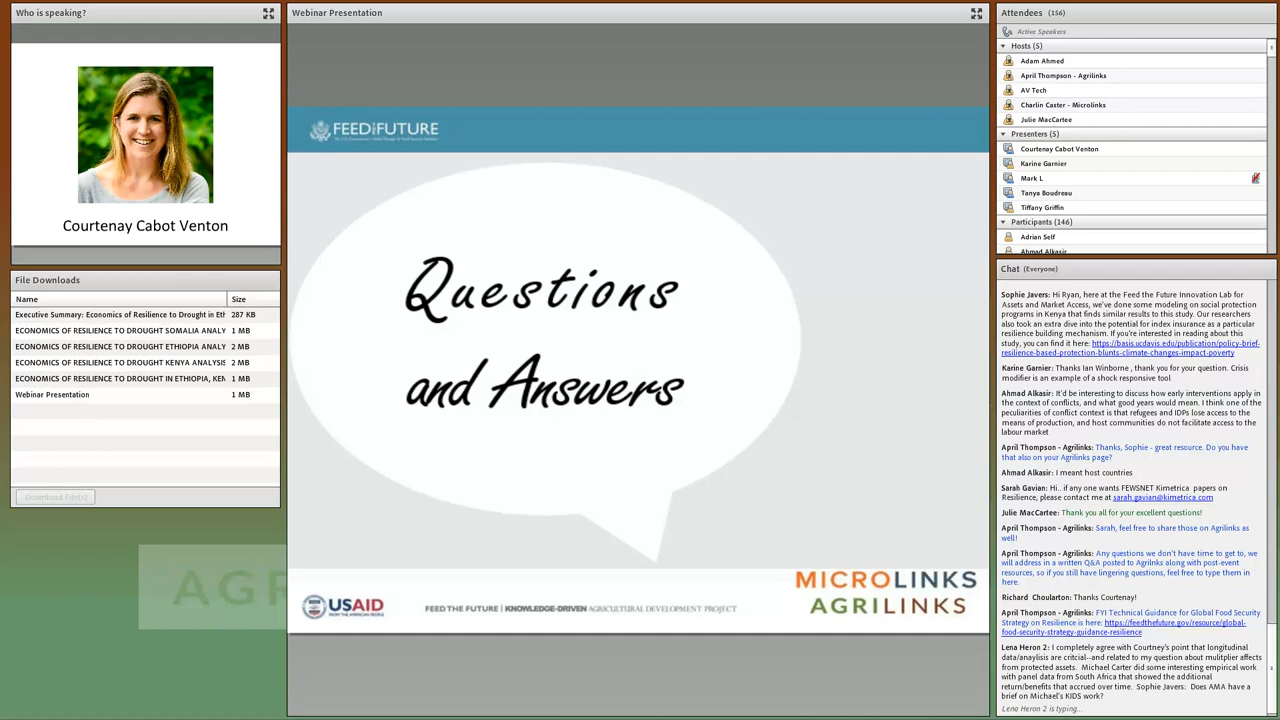 Who is speaking?
Courtenay Cabot Venton
File Downloads
Name Size
Executive Summary: Economics of Resilience to Drought in Eth 287 KB
ECONOMICS OF RESILIENCE TO DROUGHT SOMALIA ANALY 1 MB
ECONOMICS OF RESILIENCE TO DROUGHT ETHIOPIA ANALY 2 MB
ECONOMICS OF RESILIENCE TO DROUGHT KENYA ANALYSIS 2 MB
ECONOMICS OF RESILIENCE TO DROUGHT IN ETHIOPIA, KEN 1 MB
Webinar Presentation 1 MB
Download File(s)
AGR
Webinar Presentation
FEED THE FUTURE
Questions
and Answers
MICROLINKS
AGRILINKS
USAID
FROM THE AMERICAN PEOPLE
FEED THE FUTURE | KNOWLEDGE-DRIVEN AGRICULTURAL DEVELOPMENT PROJECT
Attendees (156)
Active Speakers
Hosts (5)
Adam Ahmed
April Thompson - Agrilinks
AV Tech
Charlin Caster - Microlinks
Julie MacCartee
Presenters (5)
Courtenay Cabot Venton
Karine Garnier
Mark L
Tanya Boudreau
Tiffany Griffin
Participants (146)
Adrian Self
Ahmad Alkasir
Chat (Everyone)
Sophie Javers: Hi Ryan, here at the Feed the Future Innovation Lab for
Assets and Market Access, we've done some modeling on social protection
programs in Kenya that finds similar results to this study. Our researchers
also took an extra dive into the potential for index insurance as a particular
resilience building mechanism. If you're interested in reading about this
study, you can find it here: https://basis.ucdavis.edu/publication/policy-brief-
resilience-based-protection-blunts-climate-changes-impact-poverty
Karine Garnier: Thanks Ian Winborne , thank you for your question. Crisis
modifier is an example of a shock responsive tool
Ahmad Alkasir: It'd be interesting to discuss how early interventions apply in
the context of conflicts, and what good years would mean. I think one of the
peculiarities of conflict context is that refugees and IDPs lose access to the
means of production, and host communities do not facilitate access to the
labour market
April Thompson - Agrilinks: Thanks, Sophie - great resource. Do you have
that also on your Agrilinks page?
Ahmad Alkasir: I meant host countries
Sarah Gavian: Hi.. if any one wants FEWSNET Kimetrica papers on
Resilience, please contact me at sarah.gavian@kimetrica.com
Julie MacCartee: Thank you all for your excellent questions!
April Thompson - Agrilinks: Sarah, feel free to share those on Agrilinks as
well!
April Thompson - Agrilinks: Any questions we don't have time to get to, we
will address in a written Q&A posted to Agrilnks along with post-event
resources, so if you still have lingering questions, feel free to type them in
here.
Richard Choularton: Thanks Courtenay!
April Thompson - Agrilinks: FYI Technical Guidance for Global Food Security
Strategy on Resilience is here: https://feedthefuture.gov/resource/global-
food-security-strategy-guidance-resilience
Lena Heron 2: I completely agree with Courtney's point that longitudinal
data/anaylisis are critcial--and related to my question about mulitplier affects
from protected assets. Michael Carter did some interesting empirical work
with panel data from South Africa that showed the additional
return/benefits that accrued over time. Sophie Javers: Does AMA have a
brief on Michael's KIDS work?
Lena Heron 2 is typing...